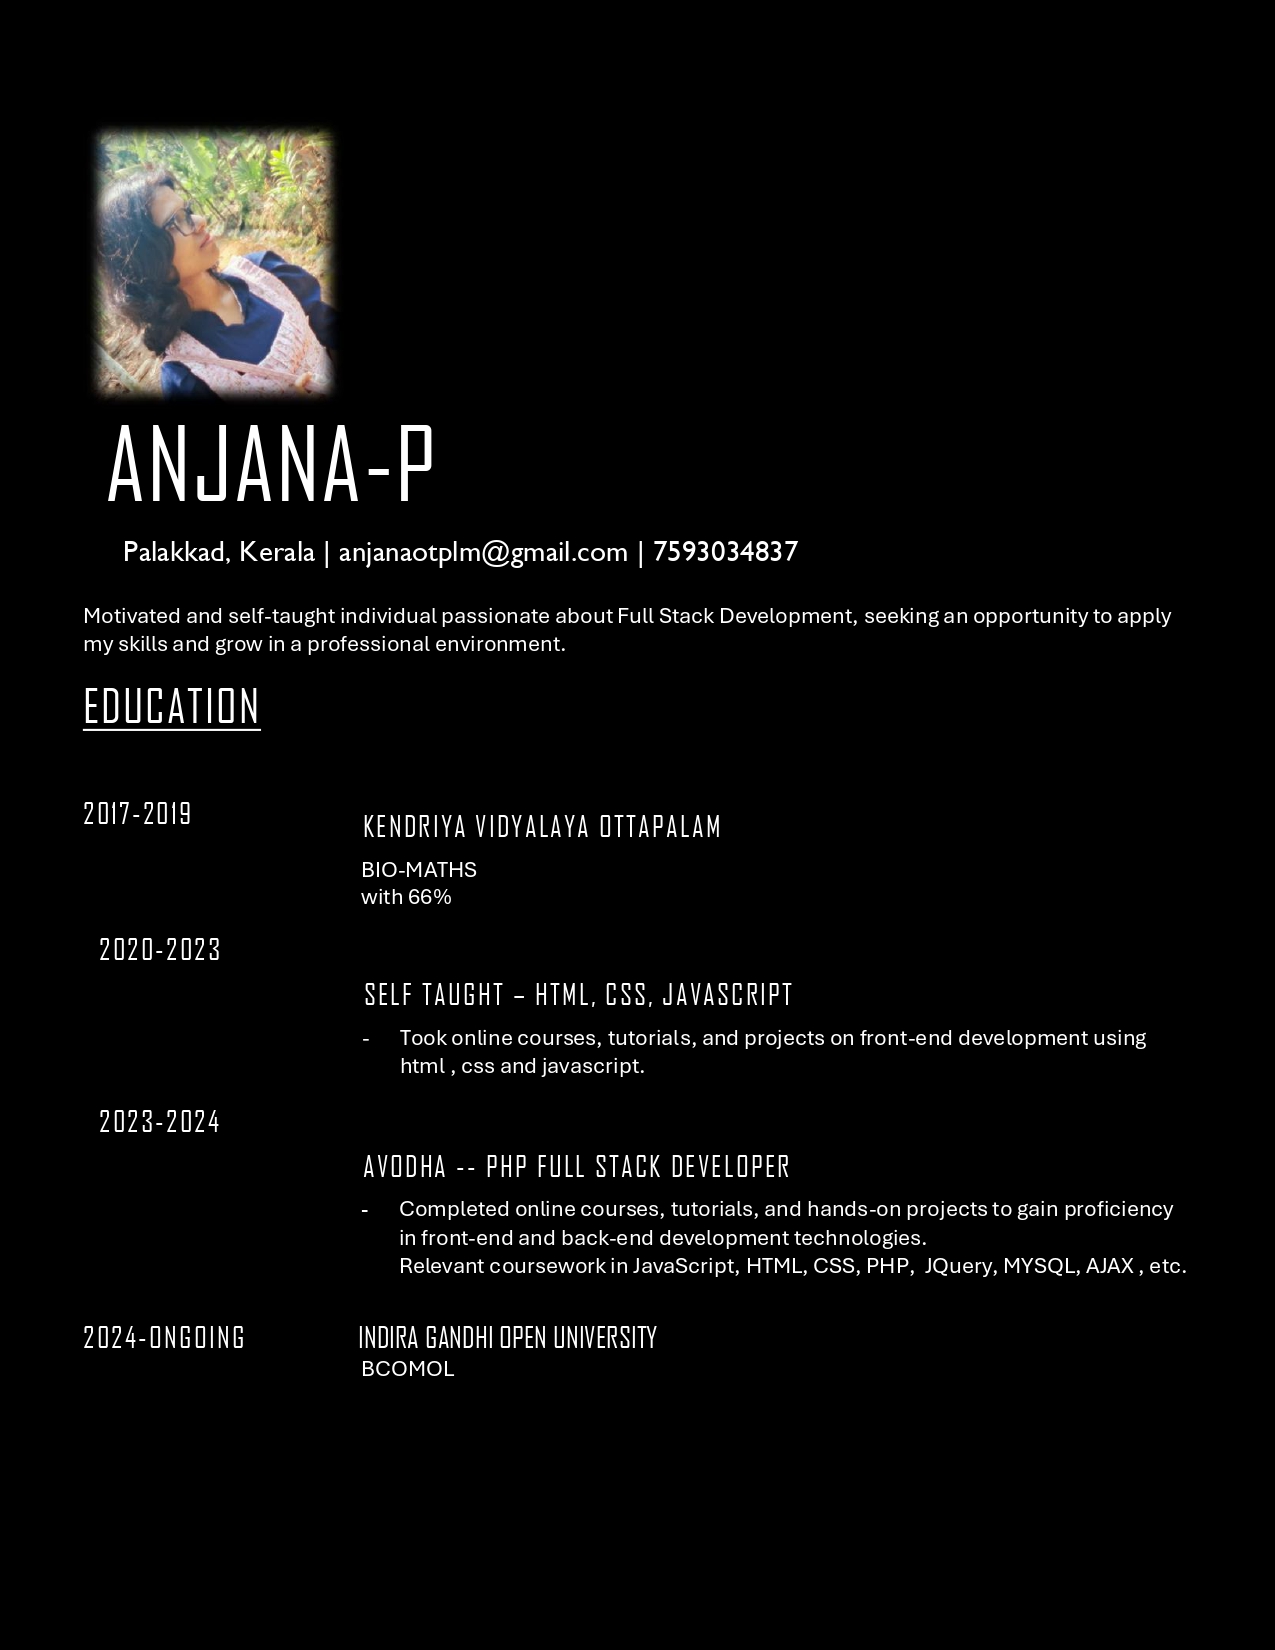 ANJANA-P
Palakkad, Kerala | anjanaotplm@gmail.com | 7593034837
Motivated and self-taught individual passionate about Full Stack Development, seeking an opportunity to apply
my skills and grow in a professional environment.
EDUCATION
2017-2019
KENDRIYA VIDYALAYA OTTAPALAM
BIO-MATHS
with 66%
2020-2023
SELF TAUGHT – HTML, CSS, JAVASCRIPT
- Took online courses, tutorials, and projects on front-end development using
html , css and javascript.
2023-2024
AVODHA -- PHP FULL STACK DEVELOPER
- Completed online courses, tutorials, and hands-on projects to gain proficiency
in front-end and back-end development technologies.
Relevant coursework in JavaScript, HTML, CSS, PHP, JQuery, MYSQL, AJAX , etc.
2024-ONGOING
INDIRA GANDHI OPEN UNIVERSITY
BCOMOL